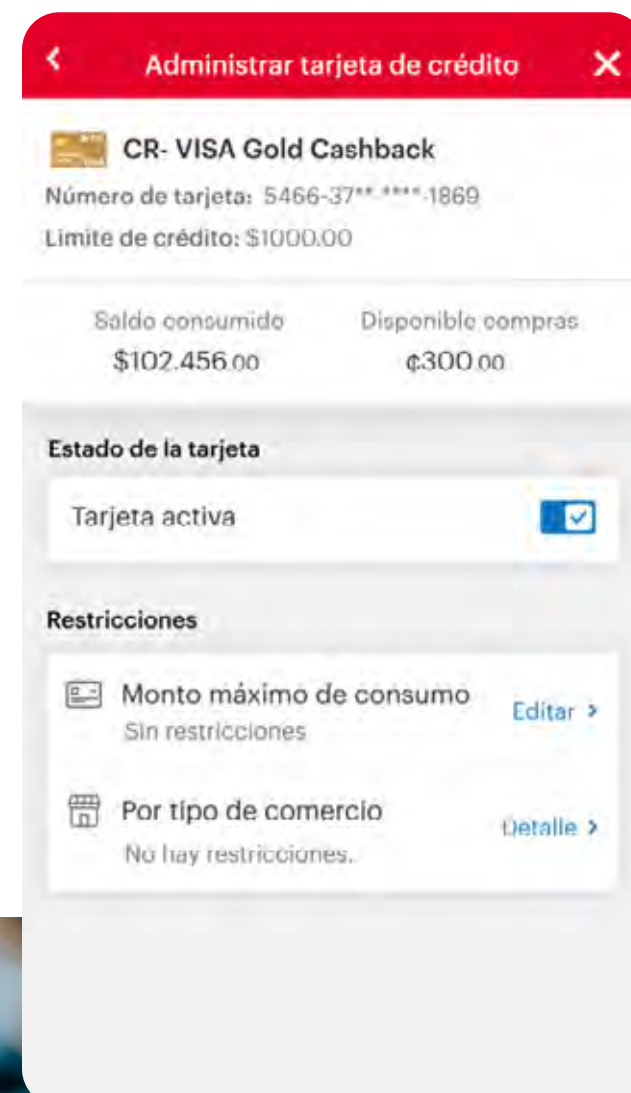 Administrar tarjeta de crédito
CR- VISA Gold Cashback
Número de tarjeta: 5466-37**-****-1869
Limite de crédito: $1000.00
Saldo consumido Disponible compras
$102.456.00 ¢300.00
Estado de la tarjeta
Tarjeta activa
Restricciones
Monto máximo de consumo
Editar >
Sin restricciones
Por tipo de comercio
Detalle >
No hay restricciones.